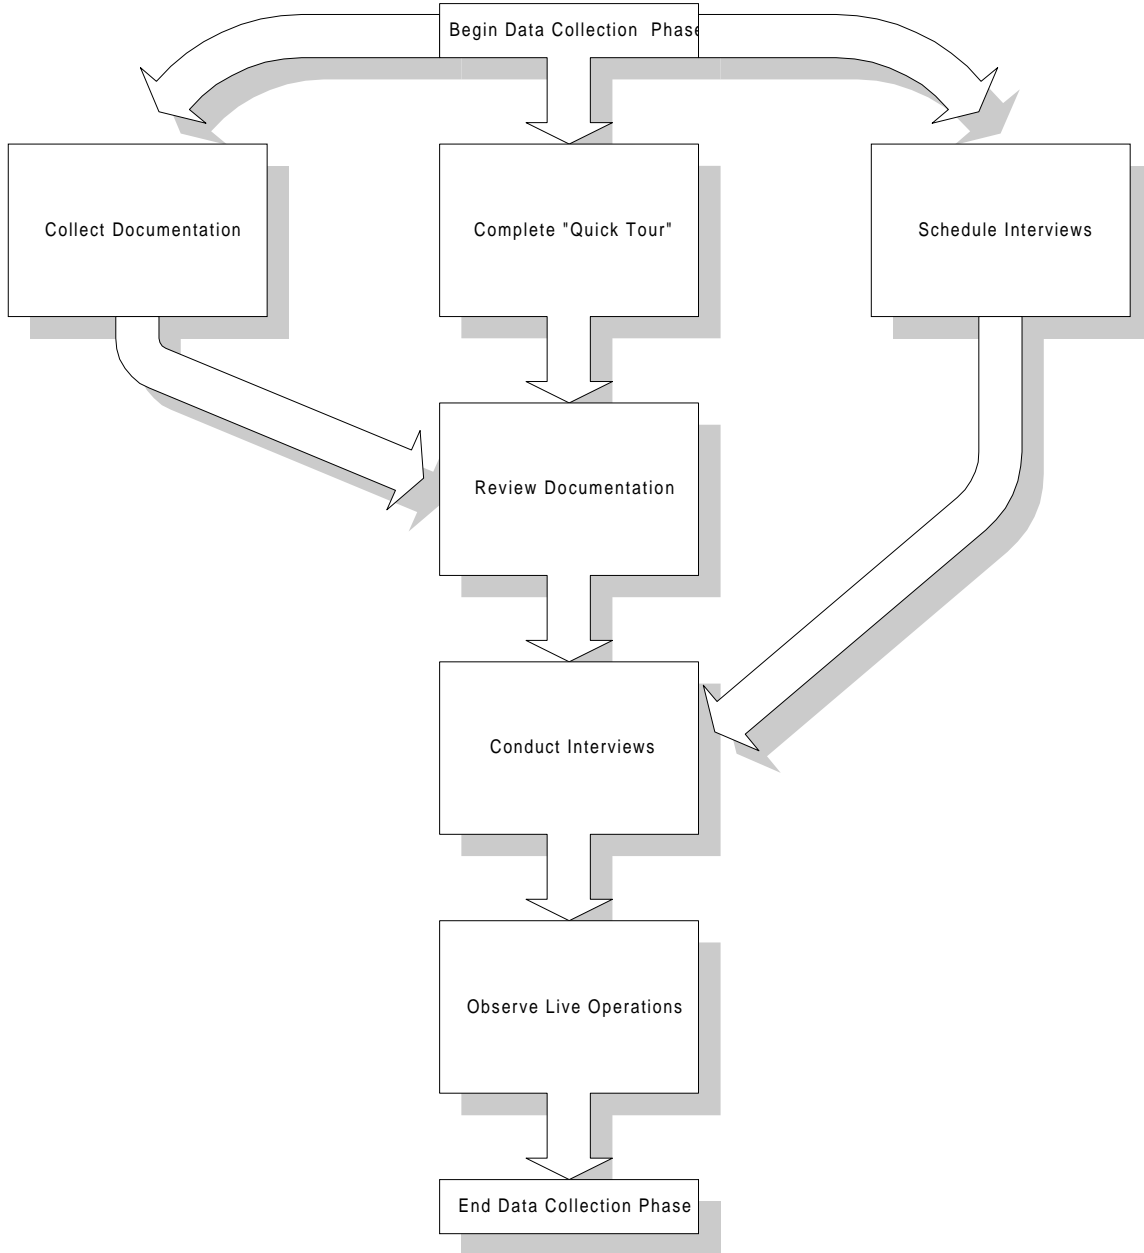 Begin Data Collection Phase
Collect Documentation
Complete "Quick Tour"
Schedule Interviews
Review Documentation
Conduct Interviews
Observe Live Operations
End Data Collection Phase